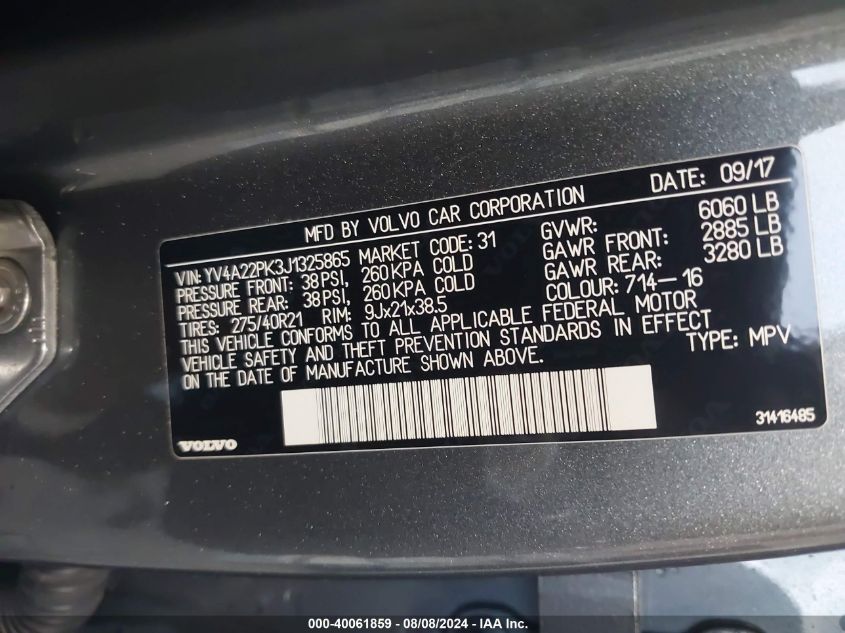 MFD BY VOLVO CAR CORPORATION DATE: 09/17
VIN: YV4A22PK3J1325865 MARKET CODE: 31 GVWR: 6060 LB
PRESSURE FRONT: 38PSI, 260KPA COLD GAWR FRONT: 2885 LB
PRESSURE REAR: 38PSI, 260KPA COLD GAWR REAR: 3280 LB
TIRES: 275/40R21 RIM: 9Jx21x38.5 COLOUR: 714-16
THIS VEHICLE CONFORMS TO ALL APPLICABLE FEDERAL MOTOR
VEHICLE SAFETY AND THEFT PREVENTION STANDARDS IN EFFECT
ON THE DATE OF MANUFACTURE SHOWN ABOVE. TYPE: MPV
VOLVO 31416485
000-40061859 - 08/08/2024 - IAA Inc.